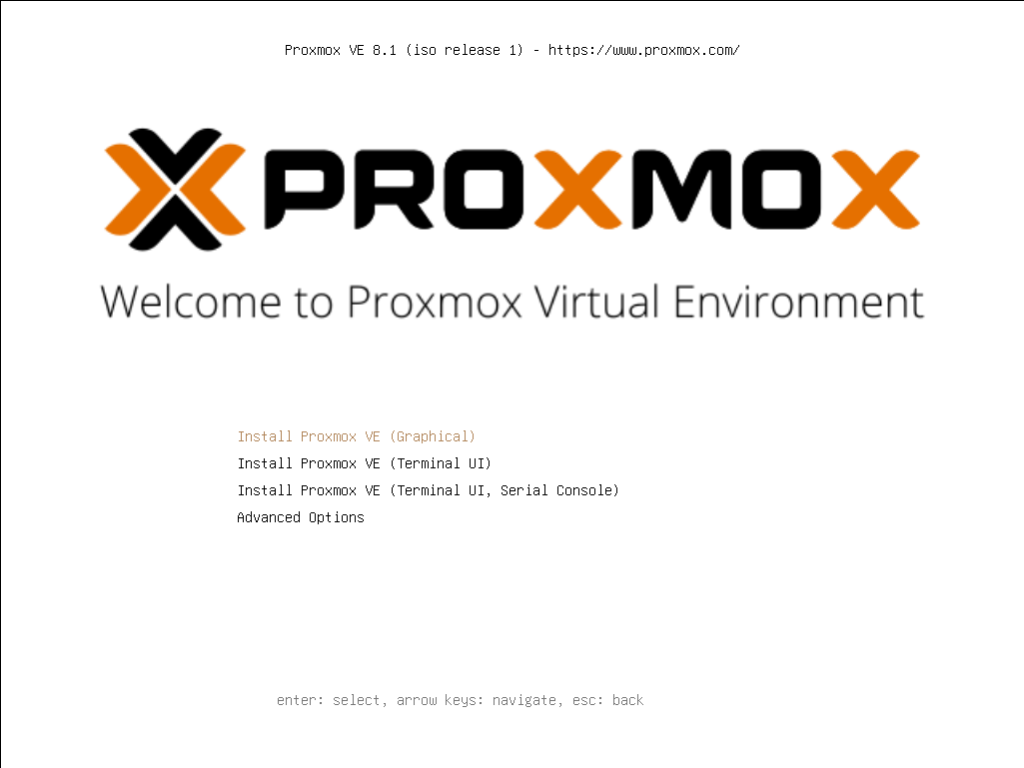 Proxmox VE 8.1 (iso release 1) - https://www.proxmox.com/
PROXMOX
Welcome to Proxmox Virtual Environment
Install Proxmox VE (Graphical)
Install Proxmox VE (Terminal UI)
Install Proxmox VE (Terminal UI, Serial Console)
Advanced Options
enter: select, arrow keys: navigate, esc: back